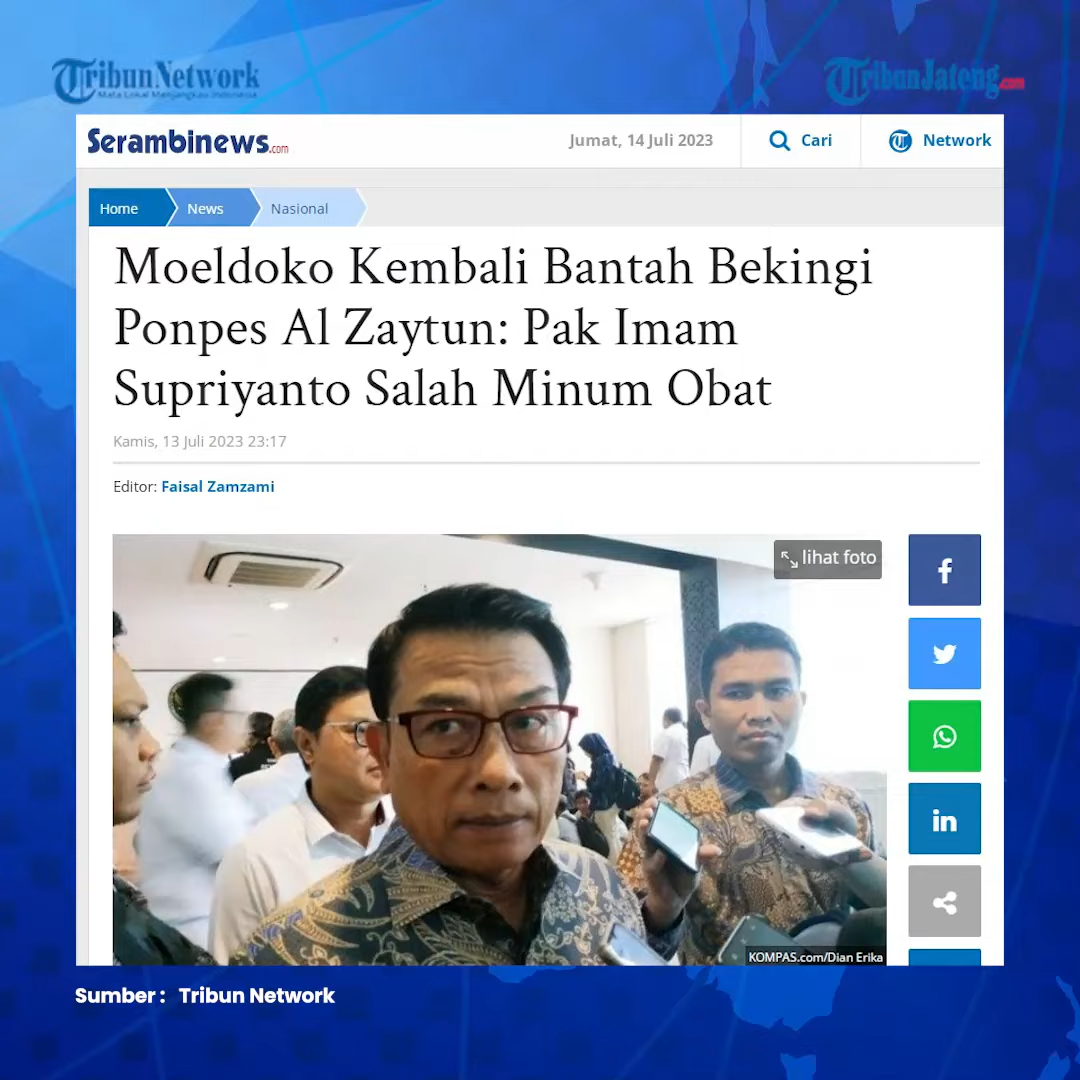 TribunNetwork
Mata Lokal Menjangkau Indonesia
TribunJateng.com
Serambinews.com
Jumat, 14 Juli 2023
Cari
Network
Home
News
Nasional
Moeldoko Kembali Bantah Bekingi
Ponpes Al Zaytun: Pak Imam
Supriyanto Salah Minum Obat
Kamis, 13 Juli 2023 23:17
Editor: Faisal Zamzami
lihat foto
KOMPAS.com/Dian Erika
Sumber : Tribun Network